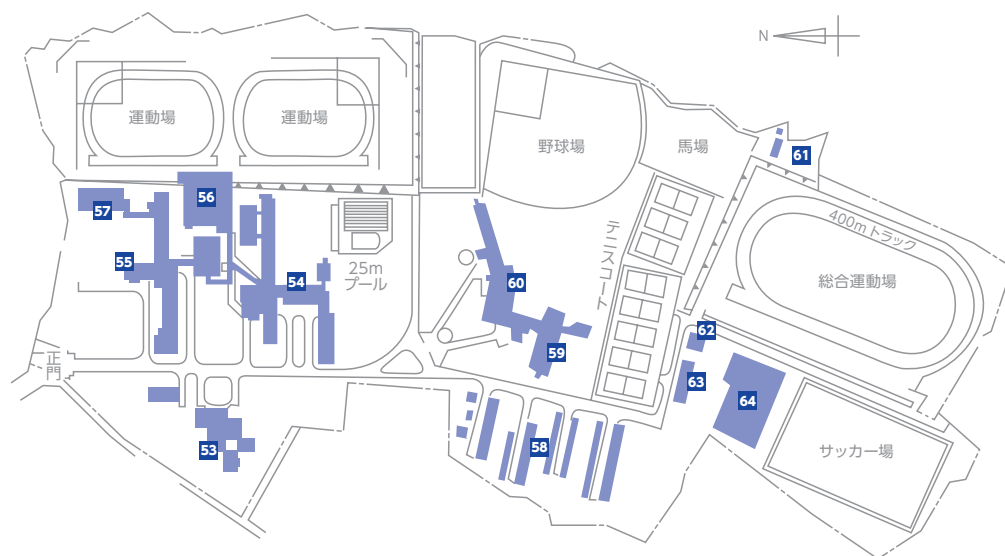 N
運動場
運動場
野球場
馬場
61
57
56
400mトラック
テニスコート
55
54
25m
プール
60
総合運動場
62
59
正門
63
64
53
58
サッカー場